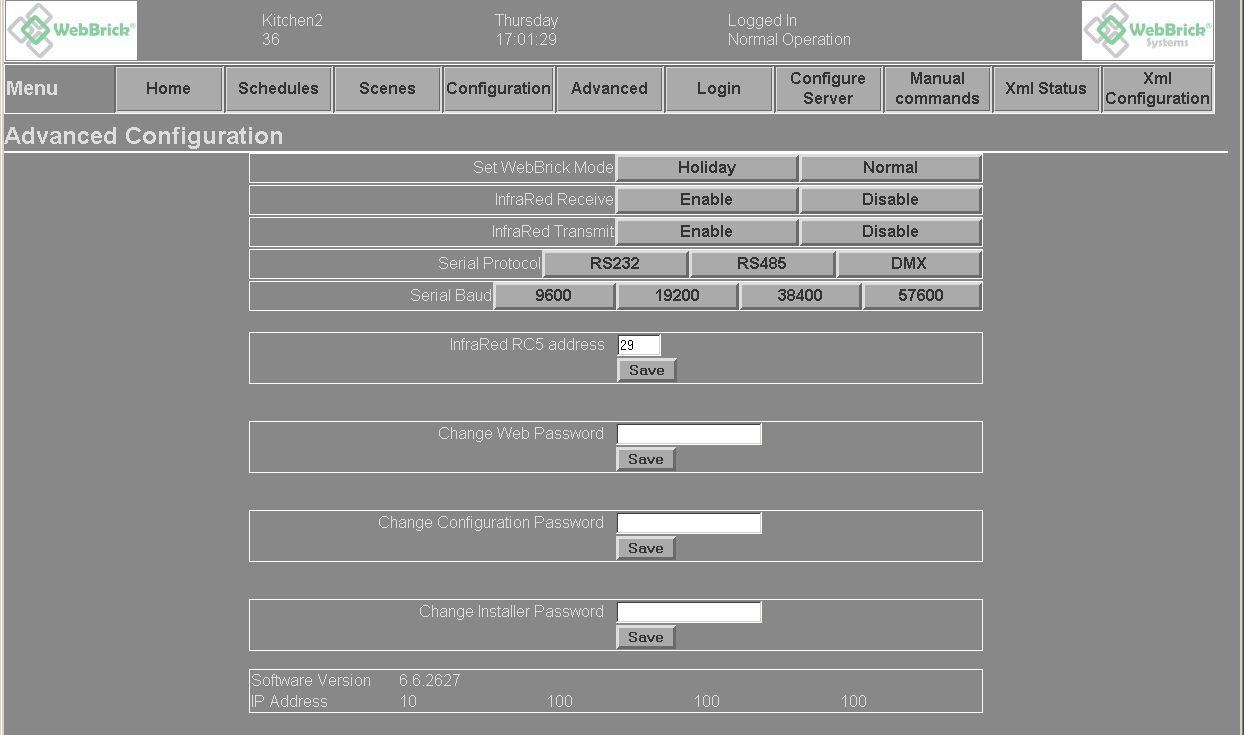 WebBrick®
Kitchen2 Thursday Logged In
36 17:01:29 Normal Operation
WebBrick®
Systems
Menu Home Schedules Scenes Configuration Advanced Login Configure Server Manual commands Xml Status Xml Configuration
Advanced Configuration
Set WebBrick Mode Holiday Normal
InfraRed Receive Enable Disable
InfraRed Transmit Enable Disable
Serial Protocol RS232 RS485 DMX
Serial Baud 9600 19200 38400 57600
InfraRed RC5 address 29
Save
Change Web Password
Save
Change Configuration Password
Save
Change Installer Password
Save
Software Version 6.6.2627
IP Address 10 100 100 100